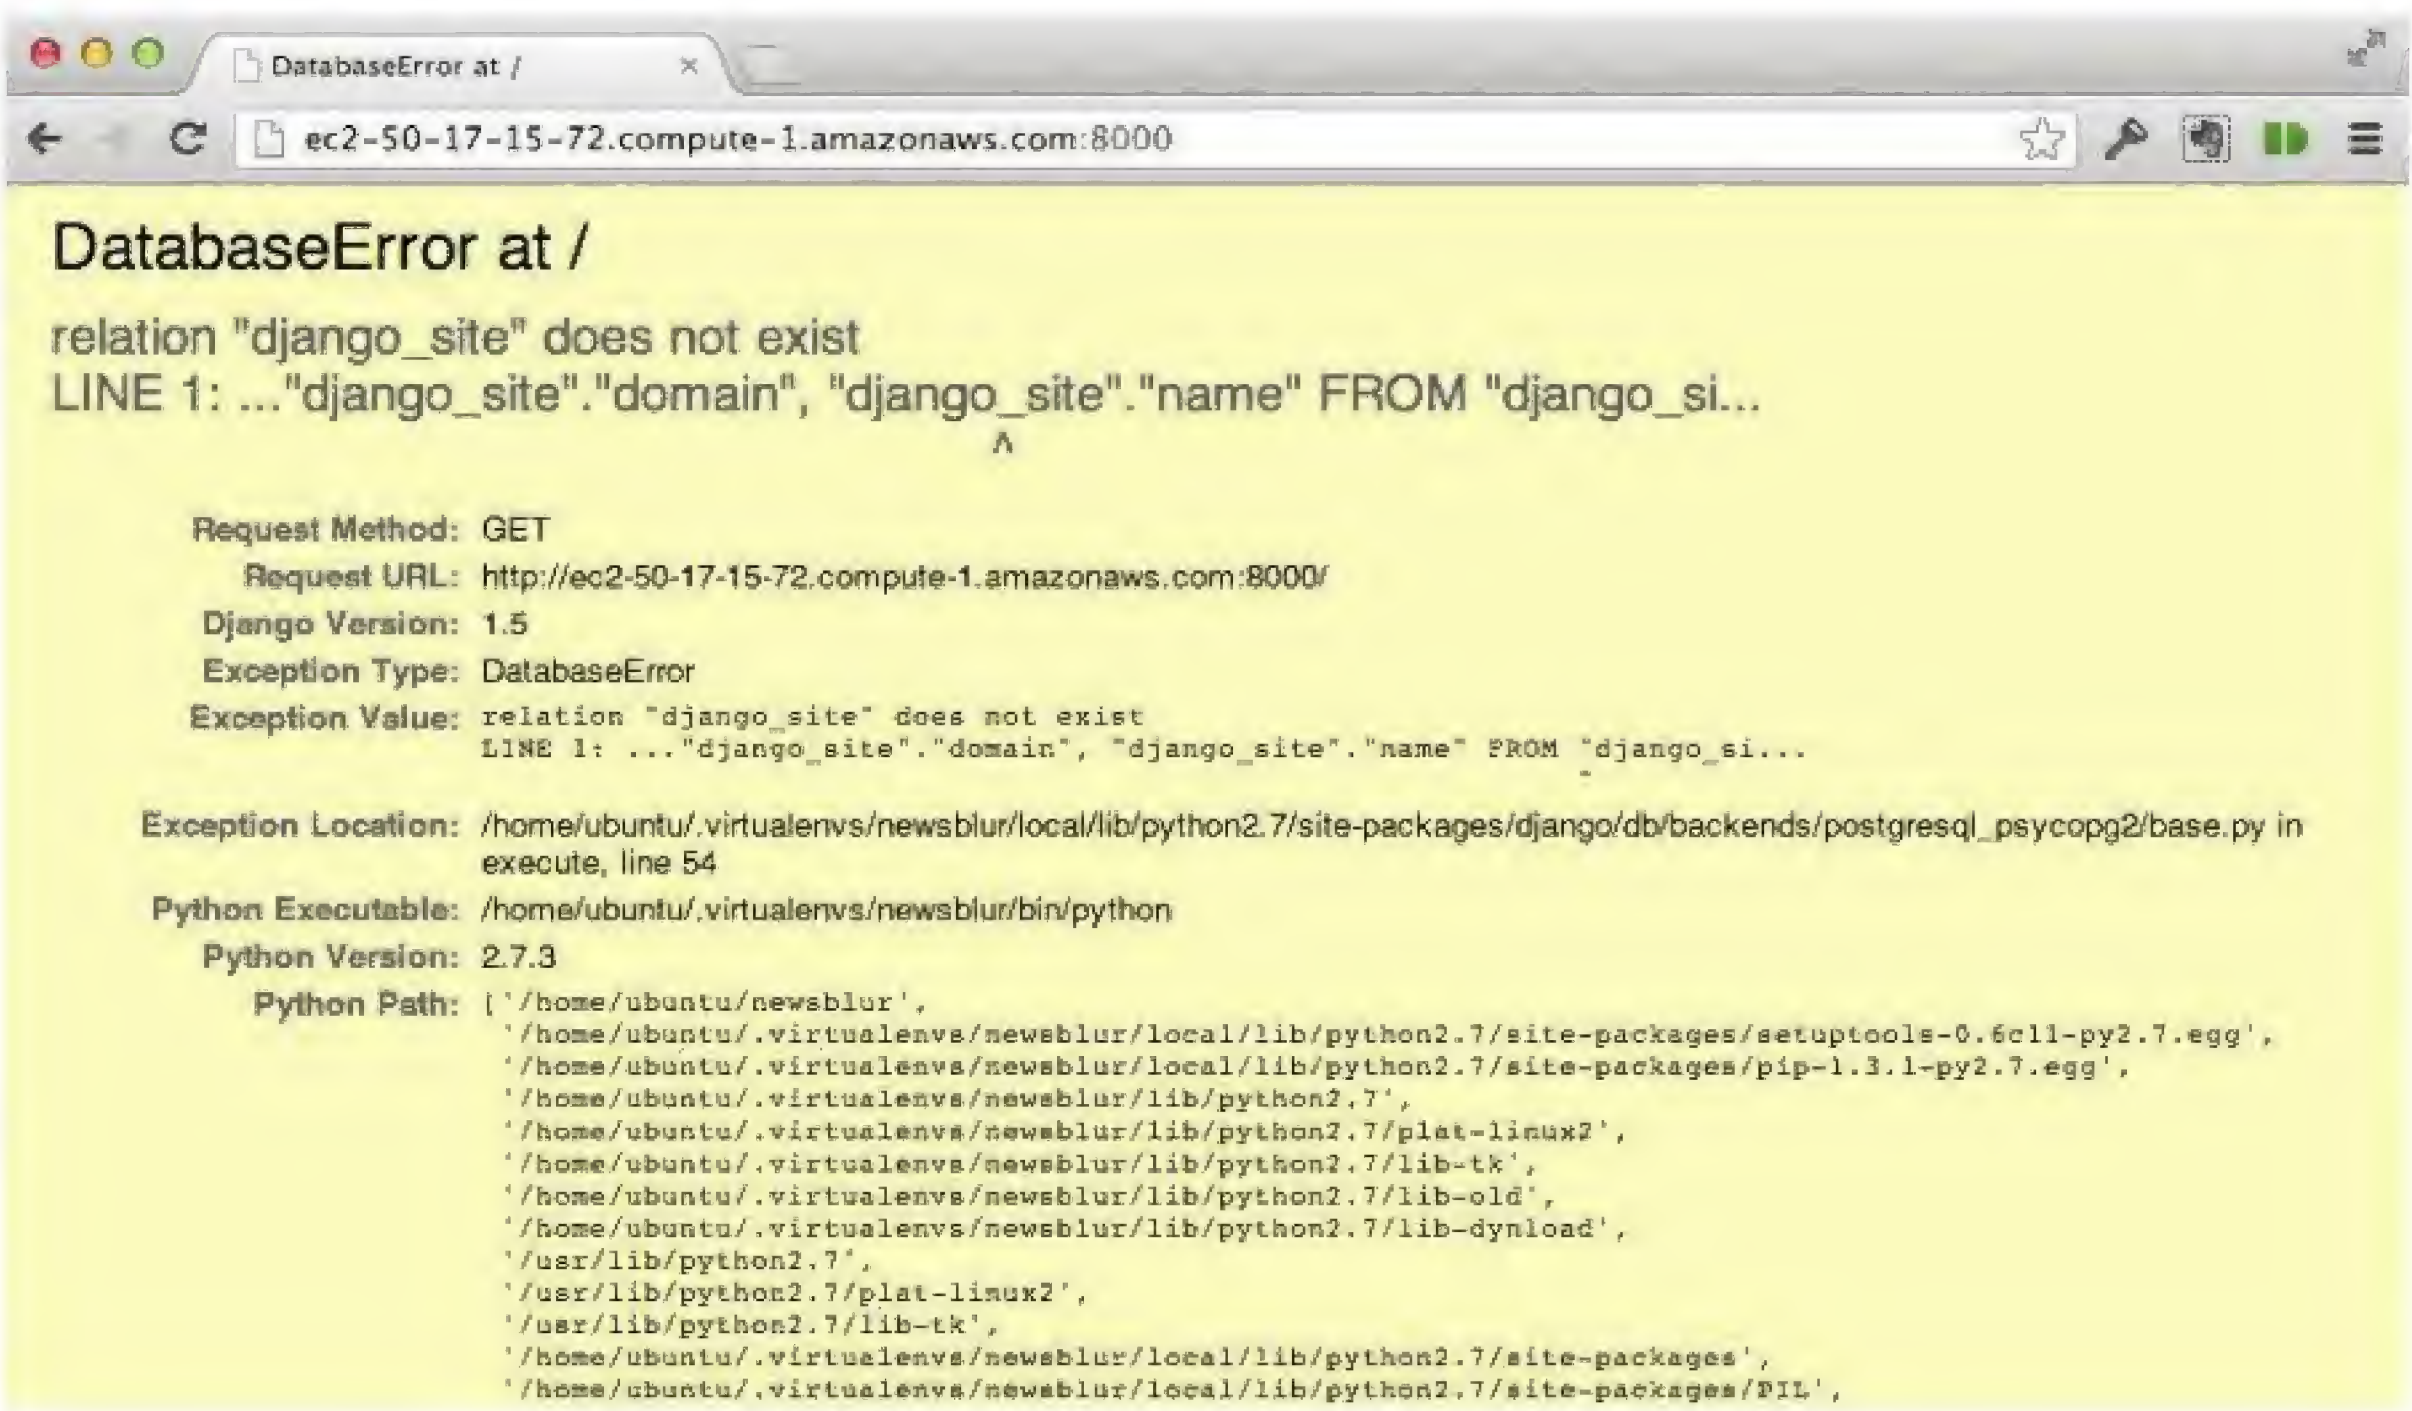 DatabaseError at /
ec2-50-17-15-72.compute-1.amazonaws.com:8000
DatabaseError at /
relation "django_site" does not exist
LINE 1: ..."django_site"."domain", "django_site"."name" FROM "django_si...
^
Request Method: GET
Request URL: http://ec2-50-17-15-72.compute-1.amazonaws.com:8000/
Django Version: 1.5
Exception Type: DatabaseError
Exception Value: relation "django_site" does not exist
LINE 1: ..."django_site"."domain", "django_site"."name" FROM "django_si...
^
Exception Location: /home/ubuntu/.virtualenvs/newsblur/local/lib/python2.7/site-packages/django/db/backends/postgresql_psycopg2/base.py in
execute, line 54
Python Executable: /home/ubuntu/.virtualenvs/newsblur/bin/python
Python Version: 2.7.3
Python Path: ['/home/ubuntu/newsblur',
'/home/ubuntu/.virtualenvs/newsblur/local/lib/python2.7/site-packages/setuptools-0.6c11-py2.7.egg',
'/home/ubuntu/.virtualenvs/newsblur/local/lib/python2.7/site-packages/pip-1.3.1-py2.7.egg',
'/home/ubuntu/.virtualenvs/newsblur/lib/python2.7',
'/home/ubuntu/.virtualenvs/newsblur/lib/python2.7/plat-linux2',
'/home/ubuntu/.virtualenvs/newsblur/lib/python2.7/lib-tk',
'/home/ubuntu/.virtualenvs/newsblur/lib/python2.7/lib-old',
'/home/ubuntu/.virtualenvs/newsblur/lib/python2.7/lib-dynload',
'/usr/lib/python2.7',
'/usr/lib/python2.7/plat-linux2',
'/usr/lib/python2.7/lib-tk',
'/home/ubuntu/.virtualenvs/newsblur/local/lib/python2.7/site-packages',
'/home/ubuntu/.virtualenvs/newsblur/local/lib/python2.7/site-packages/PIL',